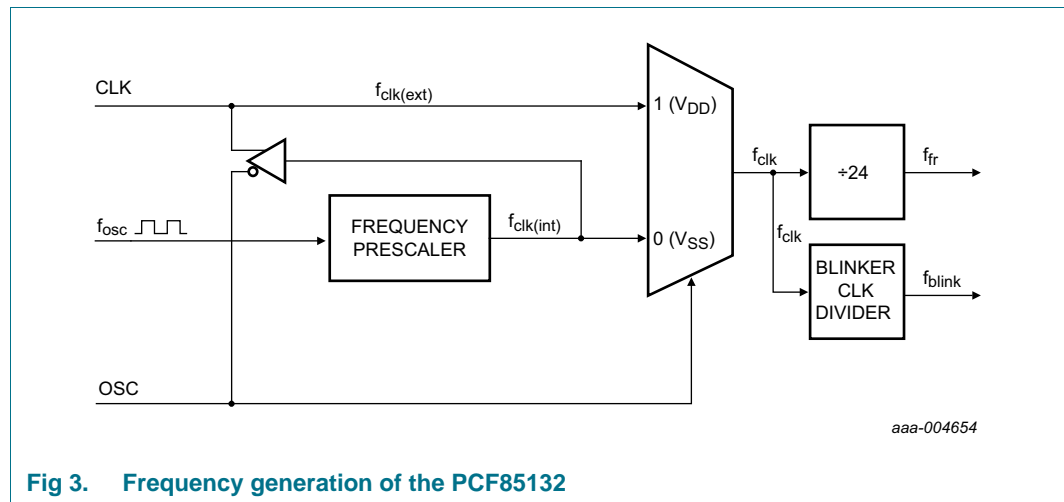 CLK
fclk(ext)
1 (VDD)
fclk
÷24
ffr
fosc
FREQUENCY
PRESCALER
fclk(int)
0 (VSS)
fclk
BLINKER
CLK
DIVIDER
fblink
OSC
aaa-004654
Fig 3. Frequency generation of the PCF85132